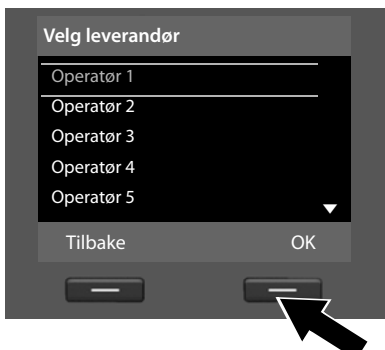 Velg leverandør
Operatør 1
Operatør 2
Operatør 3
Operatør 4
Operatør 5
Tilbake OK